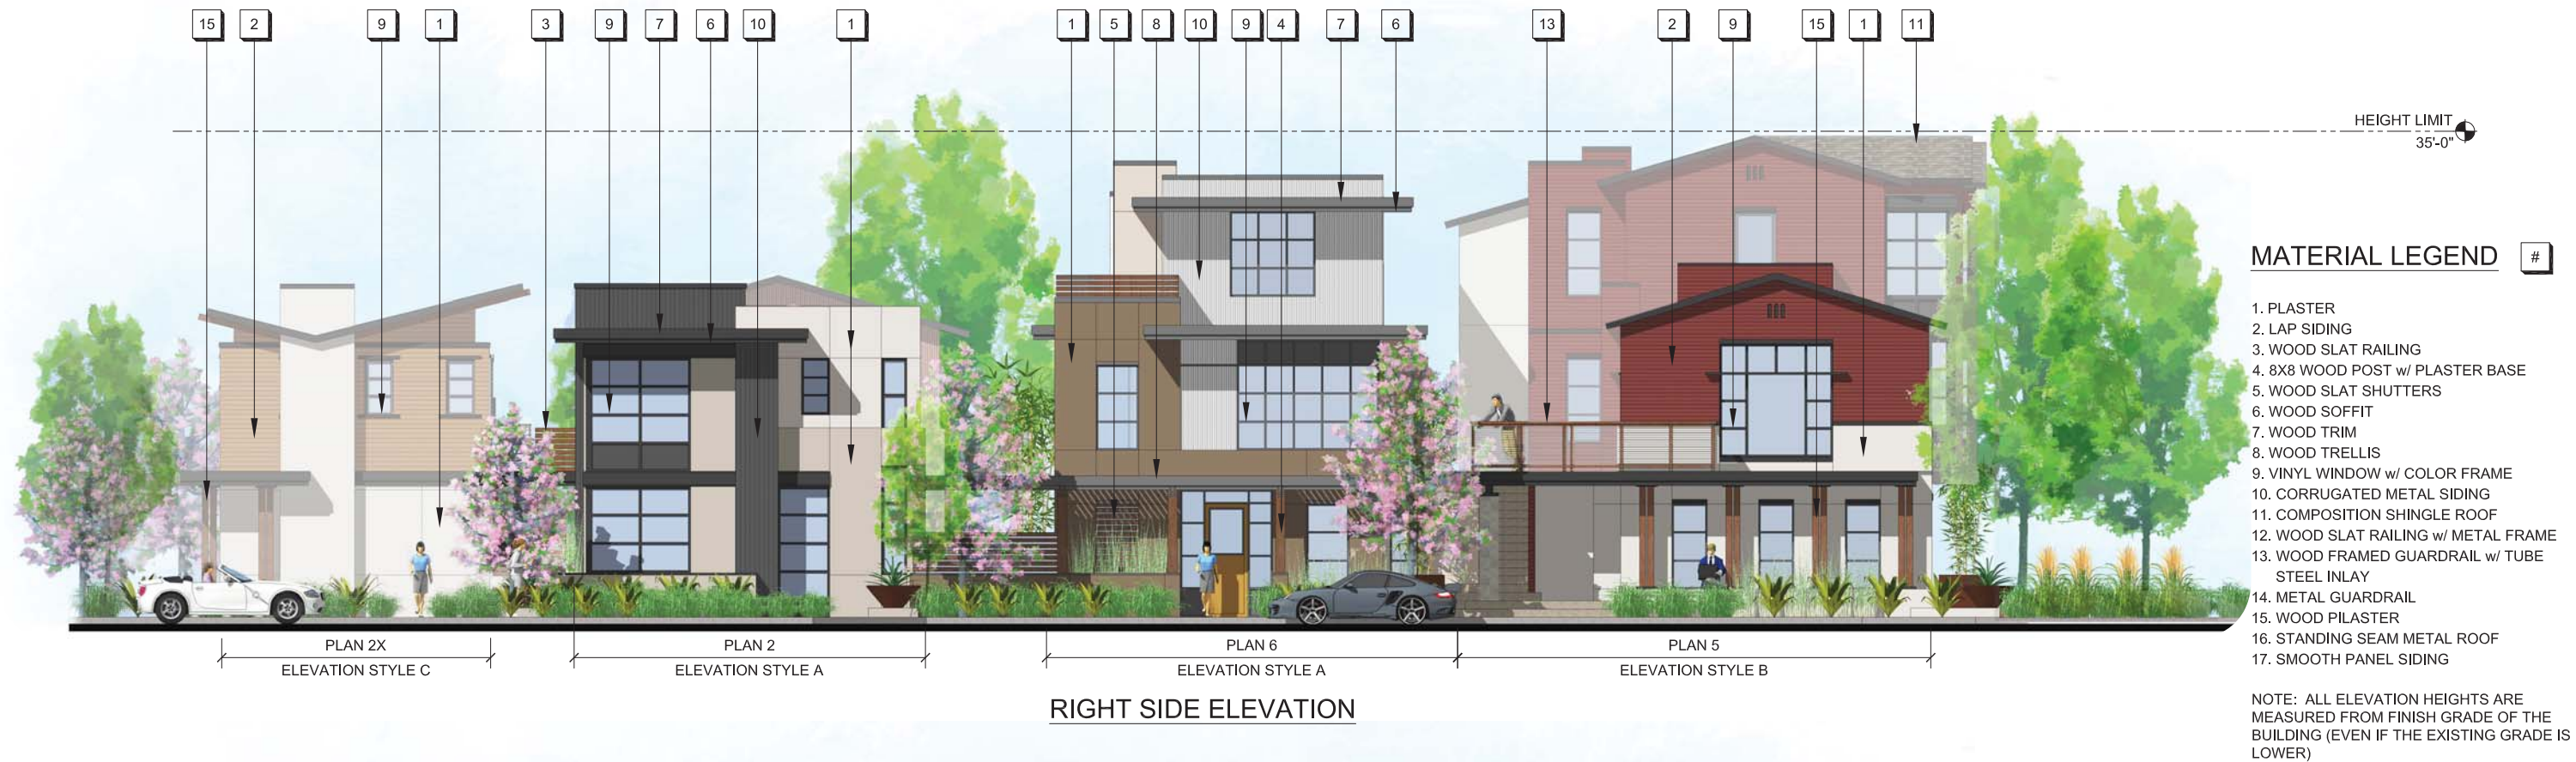 15 2 9 1 3 9 7 6 10 1 1 5 8 10 9 4 7 6 13 2 9 15 1 11
HEIGHT LIMIT
35'-0"
MATERIAL LEGEND #
1. PLASTER
2. LAP SIDING
3. WOOD SLAT RAILING
4. 8X8 WOOD POST w/ PLASTER BASE
5. WOOD SLAT SHUTTERS
6. WOOD SOFFIT
7. WOOD TRIM
8. WOOD TRELLIS
9. VINYL WINDOW w/ COLOR FRAME
10. CORRUGATED METAL SIDING
11. COMPOSITION SHINGLE ROOF
12. WOOD SLAT RAILING w/ METAL FRAME
13. WOOD FRAMED GUARDRAIL w/ TUBE
STEEL INLAY
14. METAL GUARDRAIL
15. WOOD PILASTER
16. STANDING SEAM METAL ROOF
17. SMOOTH PANEL SIDING
NOTE: ALL ELEVATION HEIGHTS ARE
MEASURED FROM FINISH GRADE OF THE
BUILDING (EVEN IF THE EXISTING GRADE IS
LOWER)
PLAN 2X
ELEVATION STYLE C
PLAN 2
ELEVATION STYLE A
PLAN 6
ELEVATION STYLE A
PLAN 5
ELEVATION STYLE B
RIGHT SIDE ELEVATION